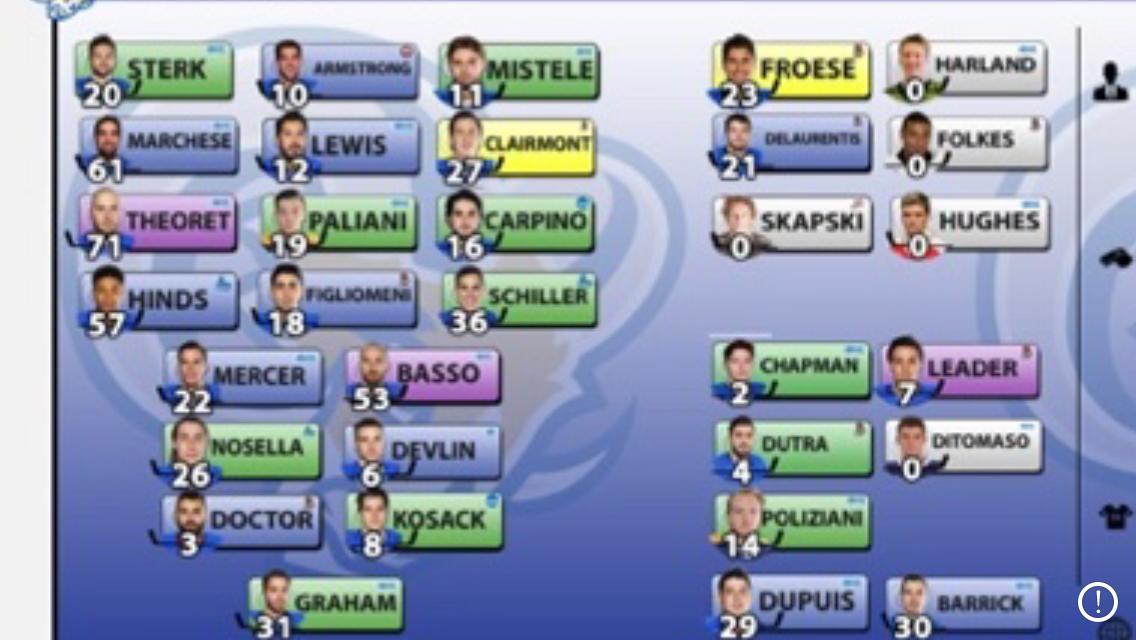 STERK 20 ARMSTRONG 10 MISTELE 11 FROESE 23 HARLAND 0
MARCHESE 61 LEWIS 12 CLAIRMONT 27 DELAURENTIS 21 FOLKES 0
THEORET 71 PALIANI 19 CARPINO 16 SKAPSKI 0 HUGHES 0
HINDS 57 FIGLIOMENI 18 SCHILLER 36
MERCER 22 BASSO 53 CHAPMAN 2 LEADER 7
NOSELLA 26 DEVLIN 6 DUTRA 4 DITOMASO 0
DOCTOR 3 KOSACK 8 POLIZIANI 14
GRAHAM 31 DUPUIS 29 BARRICK 30